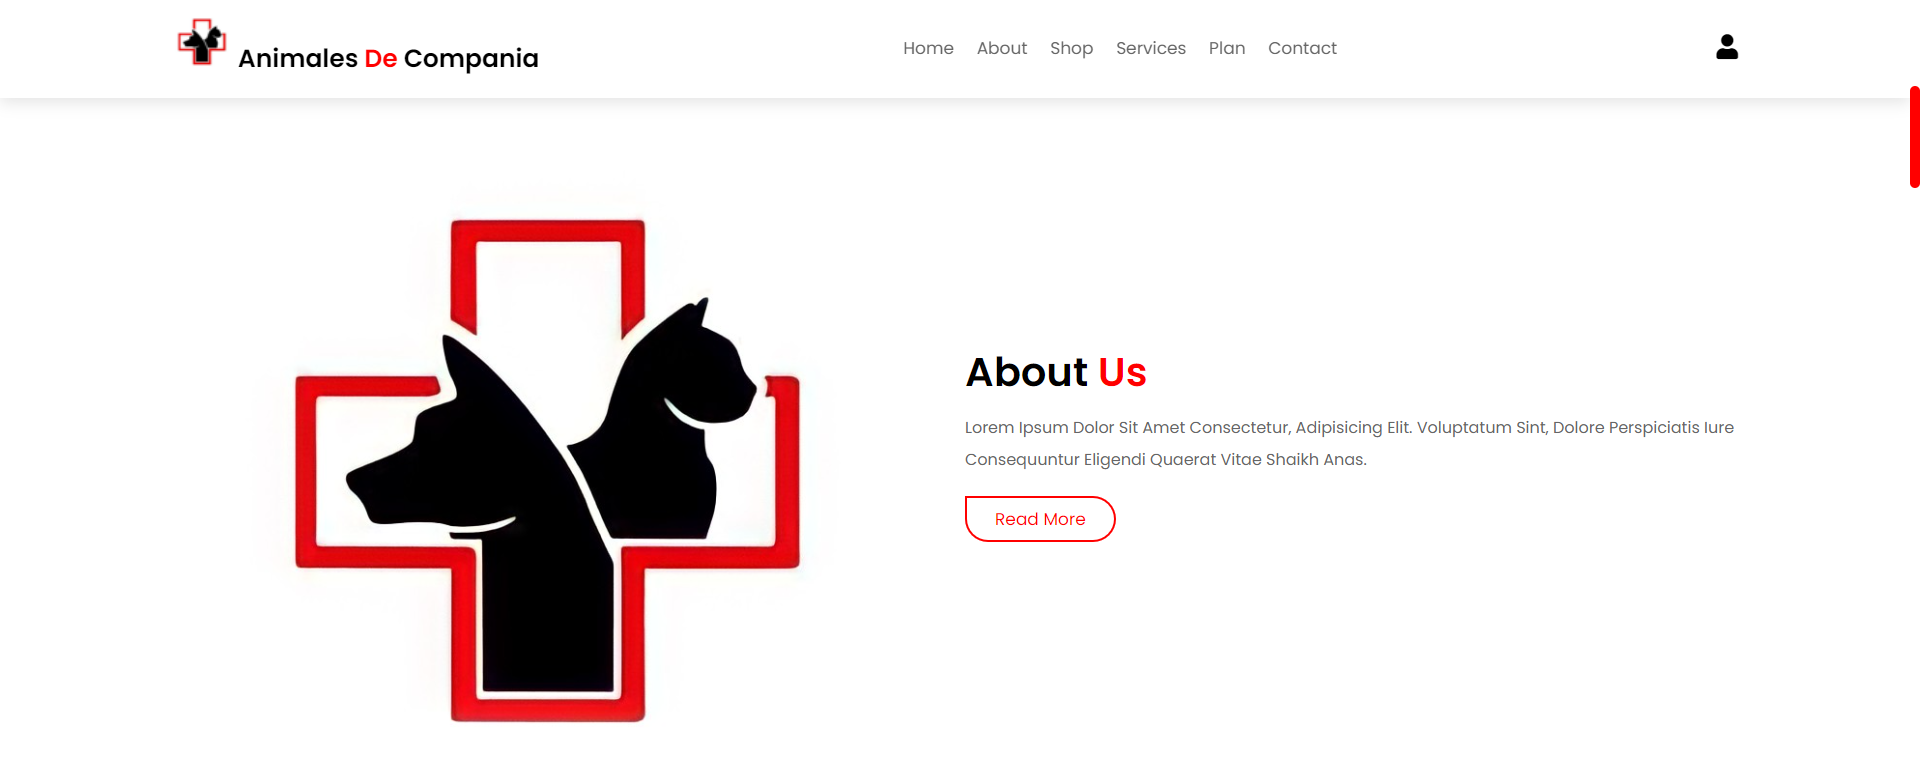 Animales De Compania
Home About Shop Services Plan Contact
About Us
Lorem Ipsum Dolor Sit Amet Consectetur, Adipisicing Elit. Voluptatum Sint, Dolore Perspiciatis Iure
Consequuntur Eligendi Quaerat Vitae Shaikh Anas.
Read More